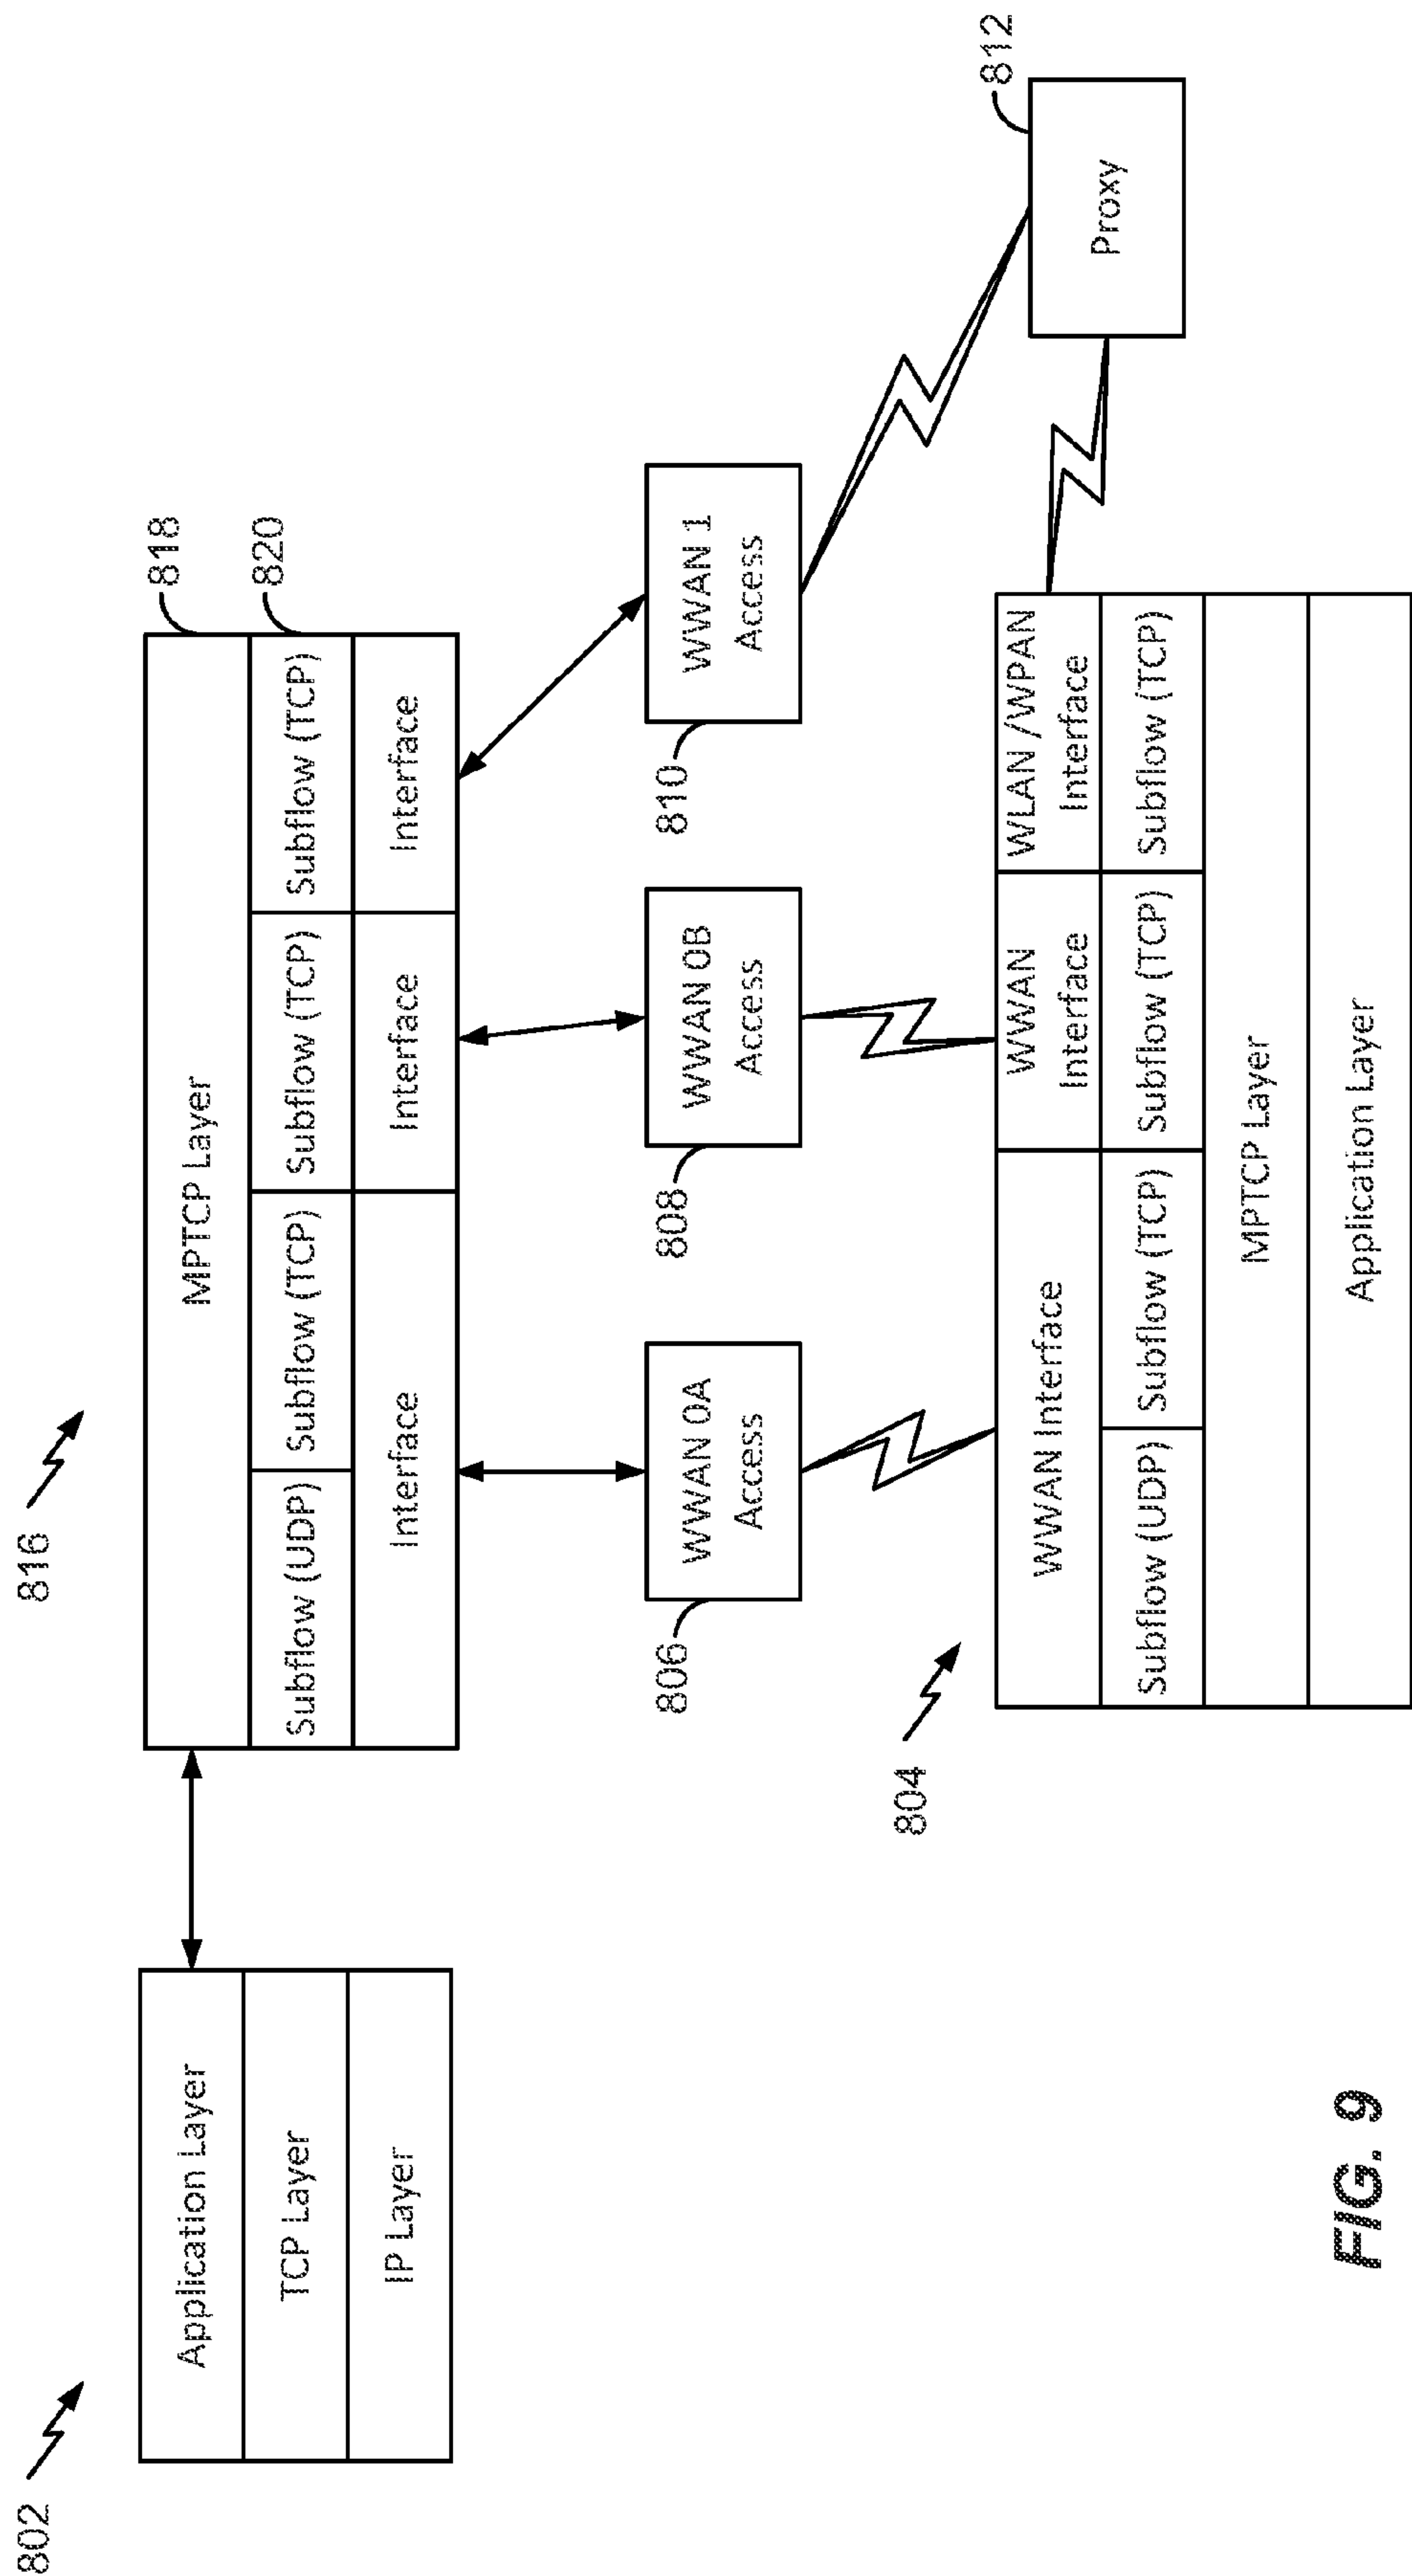 802
Application Layer
TCP Layer
IP Layer
816
MPTCP Layer
818
Subflow (UDP)
Subflow (TCP)
Subflow (TCP)
Subflow (TCP)
820
Interface
Interface
Interface
806
WWAN 0A
Access
808
WWAN 0B
Access
810
WWAN 1
Access
812
Proxy
804
WWAN Interface
WWAN
Interface
WLAN /WPAN
Interface
Subflow (UDP)
Subflow (TCP)
Subflow (TCP)
Subflow (TCP)
MPTCP Layer
Application Layer
FIG. 9